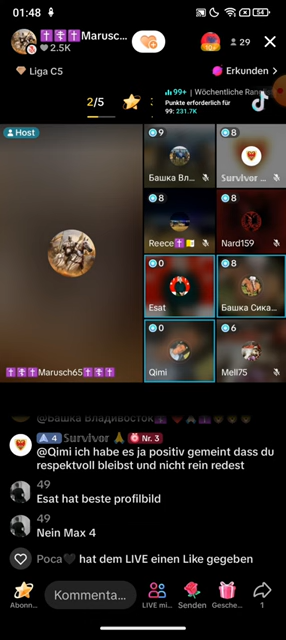 01:48
54
✝️☦️✝️Marusc...
2.5K
29
Liga C5
Erkunden >
2/5
99+ | Wöchentliche Rang
Punkte erforderlich für
99: 231.7K
Host
9
Башка Вл...
8
Survivor ...
8
Reece✝️
8
Nard159
0
Esat
8
Башка Сика...
0
Qimi
6
Mell75
✝️☦️✝️Marusch65✝️☦️✝️
@Башка Владивосток
4 Survivor 🙏 Nr. 3
@Qimi ich habe es ja positiv gemeint dass du
respektvoll bleibst und nicht rein redest
49
Esat hat beste profilbild
49
Nein Max 4
Poca🖤 hat dem LIVE einen Like gegeben
Kommenta...
Abonn...
LIVE mi...
Senden
Gesche...
1